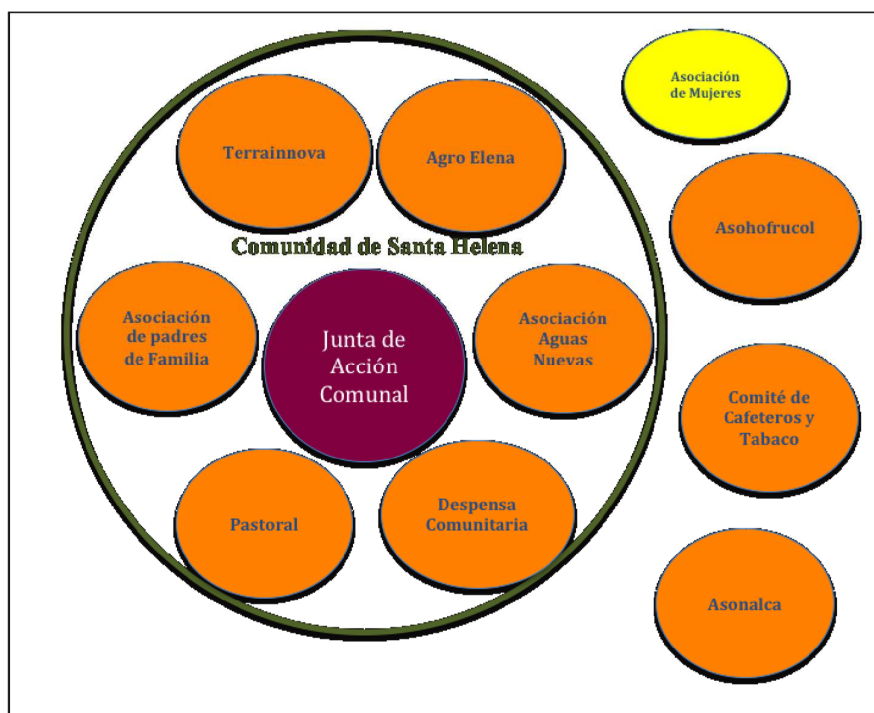 Asociación
de Mujeres
Terrainnova
Agro Elena
Asohofrucol
Comunidad de Santa Helena
Asociación
de padres
de Familia
Junta de
Acción
Comunal
Asociación
Aguas
Nuevas
Comité de
Cafeteros y
Tabaco
Pastoral
Despensa
Comunitaria
Asonalca